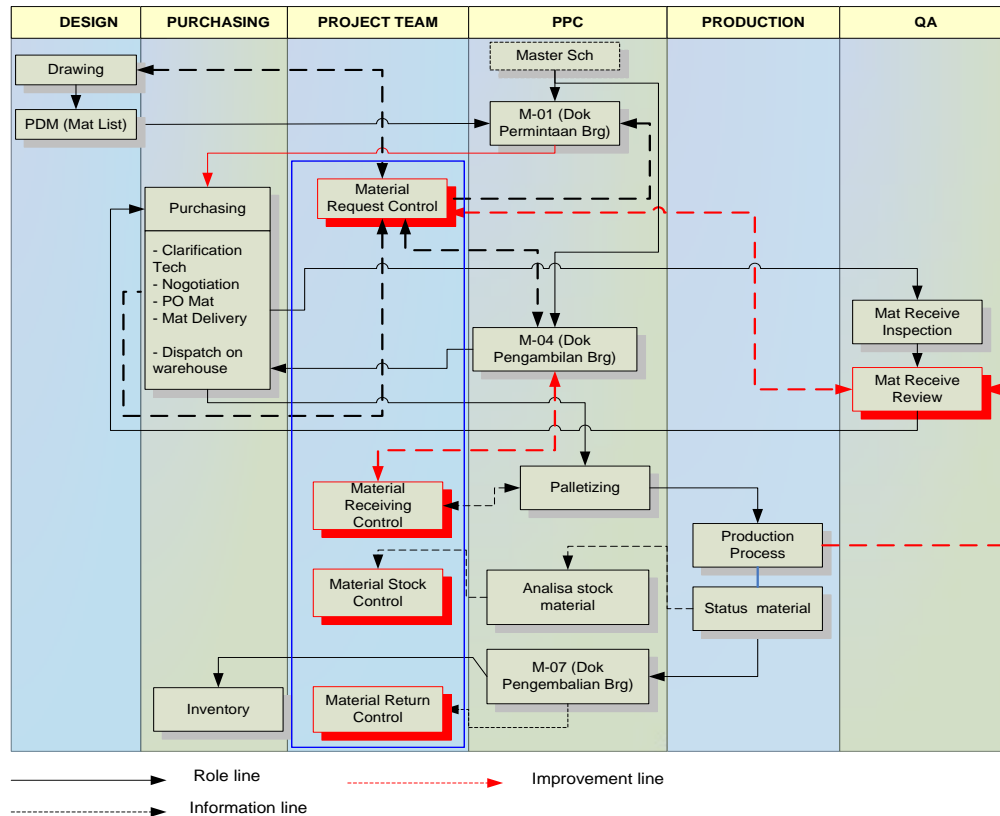 DESIGN
PURCHASING
PROJECT TEAM
PPC
PRODUCTION
QA
Master Sch
Drawing
PDM (Mat List)
M-01 (Dok
Permintaan Brg)
Material
Request Control
Purchasing
- Clarification
Tech
- Nogotiation
- PO Mat
- Mat Delivery
- Dispatch on
warehouse
Mat Receive
Inspection
M-04 (Dok
Pengambilan Brg)
Mat Receive
Review
Material
Receiving
Control
Palletizing
Production
Process
Material Stock
Control
Analisa stock
material
Status material
M-07 (Dok
Pengembalian Brg)
Inventory
Material Return
Control
Role line
Improvement line
Information line